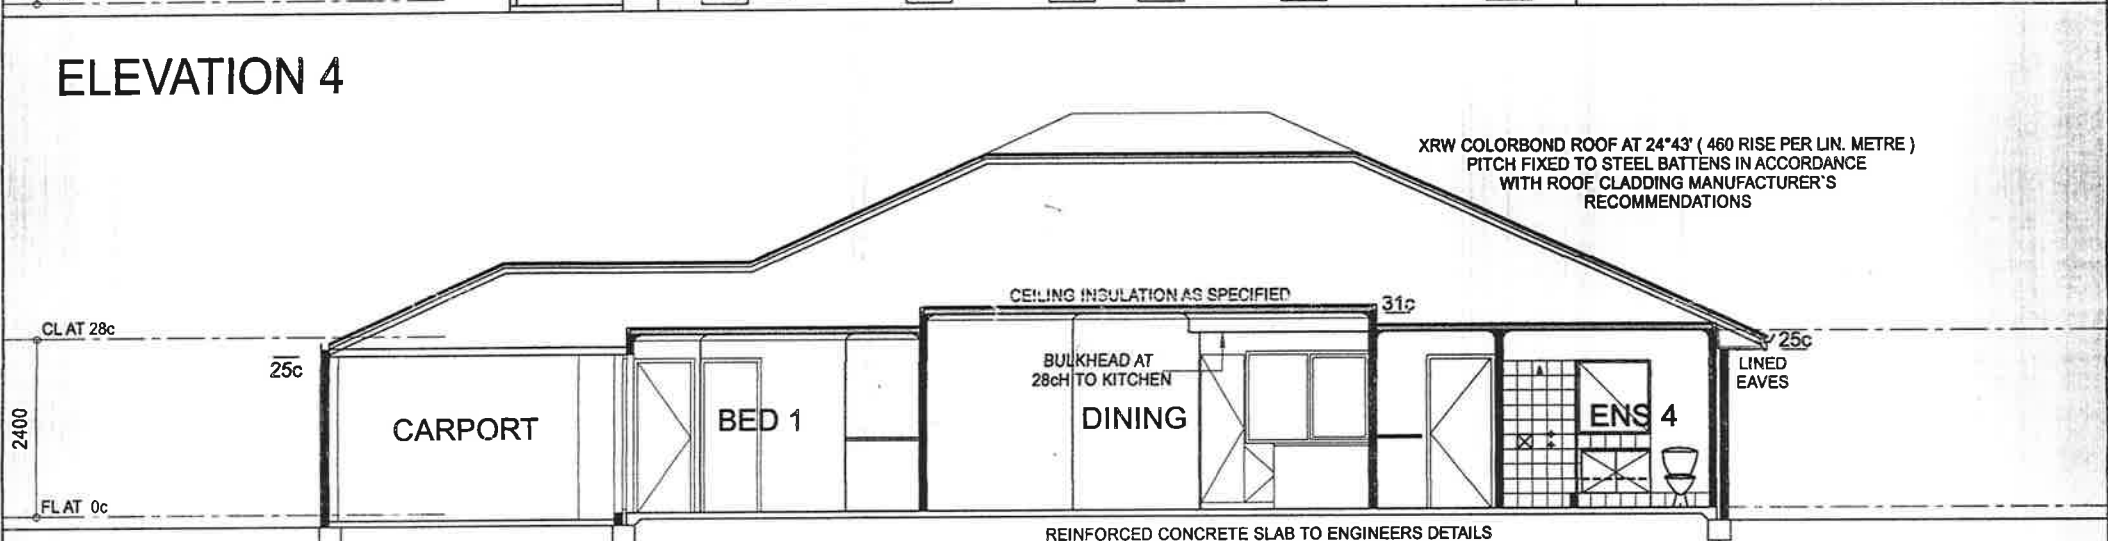 ELEVATION 4
XRW COLORBOND ROOF AT 24°43' ( 460 RISE PER LIN. METRE )
PITCH FIXED TO STEEL BATTENS IN ACCORDANCE
WITH ROOF CLADDING MANUFACTURER`S
RECOMMENDATIONS
CEILING INSULATION AS SPECIFIED
31c
CL AT 28c
25c
25c
LINED
EAVES
BULKHEAD AT
28cH TO KITCHEN
CARPORT
BED 1
DINING
ENS 4
2400
FL AT 0c
REINFORCED CONCRETE SLAB TO ENGINEERS DETAILS